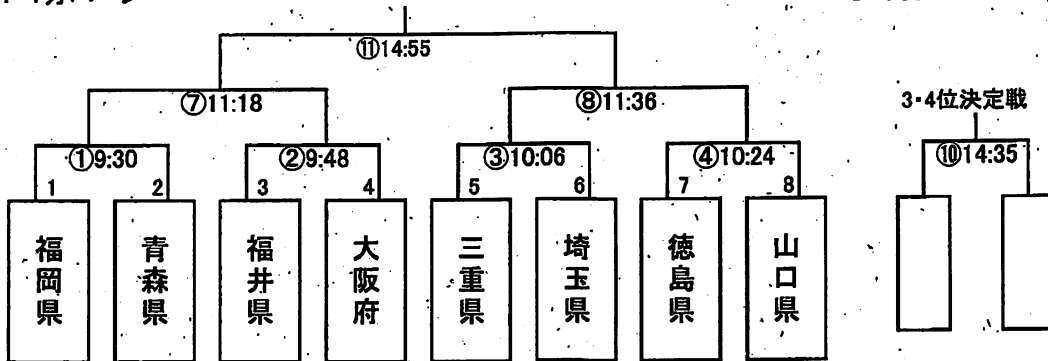 ⑪14:55
⑦11:18
⑧11:36
3・4位決定戦
①9:30
②9:48
③10:06
④10:24
⑩14:35
1
2
3
4
5
6
7
8
福岡県
青森県
福井県
大阪府
三重県
埼玉県
徳島県
山口県